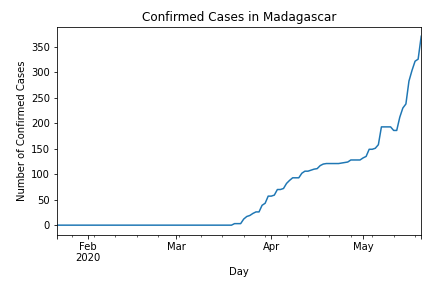 Confirmed Cases in Madagascar
Number of Confirmed Cases
350
300
250
200
150
100
50
0
Feb Mar Apr May
2020
Day